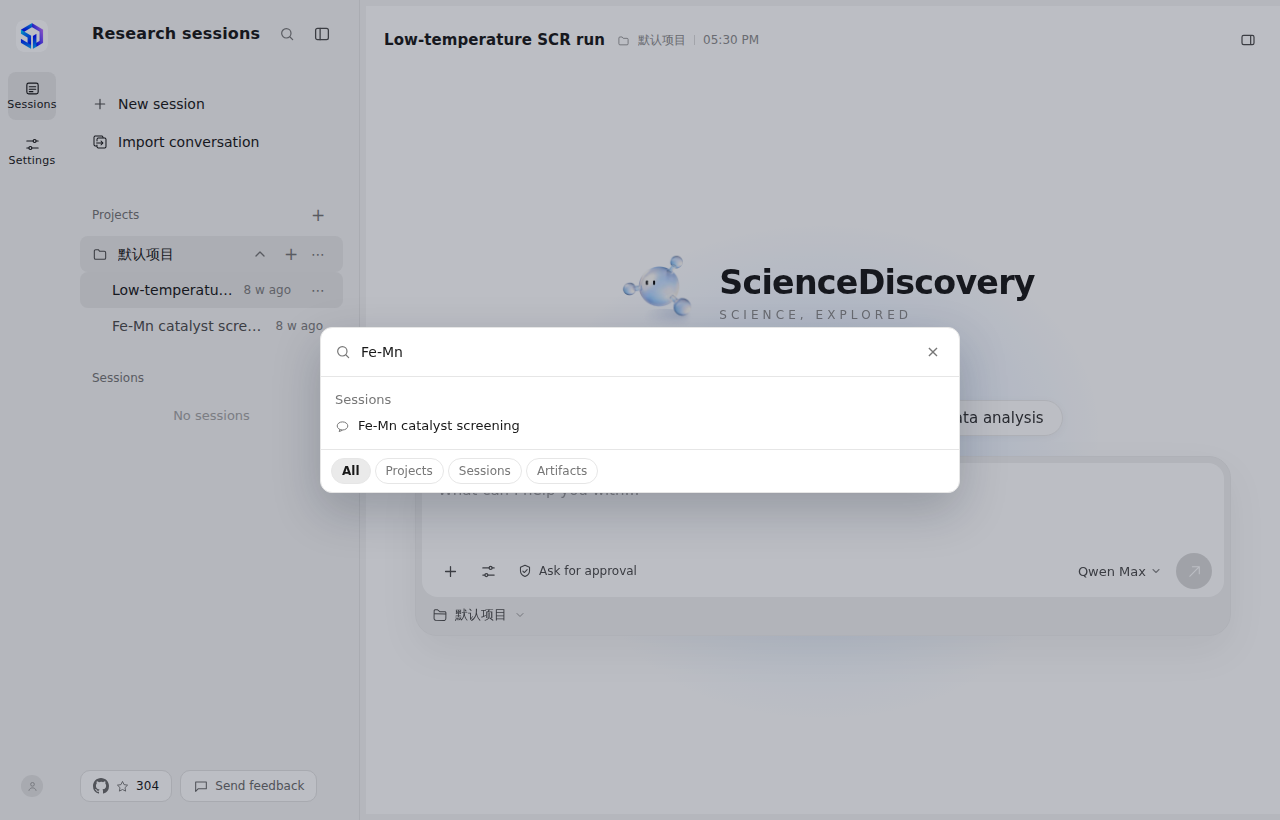 Research sessions
Sessions
Settings
New session
Import conversation
Projects
默认项目
Low-temperatu... 8 w ago
Fe-Mn catalyst scre... 8 w ago
Sessions
No sessions
304
Send feedback
Low-temperature SCR run 默认项目 05:30 PM
ScienceDiscovery
SCIENCE, EXPLORED
Fe-Mn
Sessions
Fe-Mn catalyst screening
All Projects Sessions Artifacts
analysis
Ask for approval
Qwen Max
默认项目